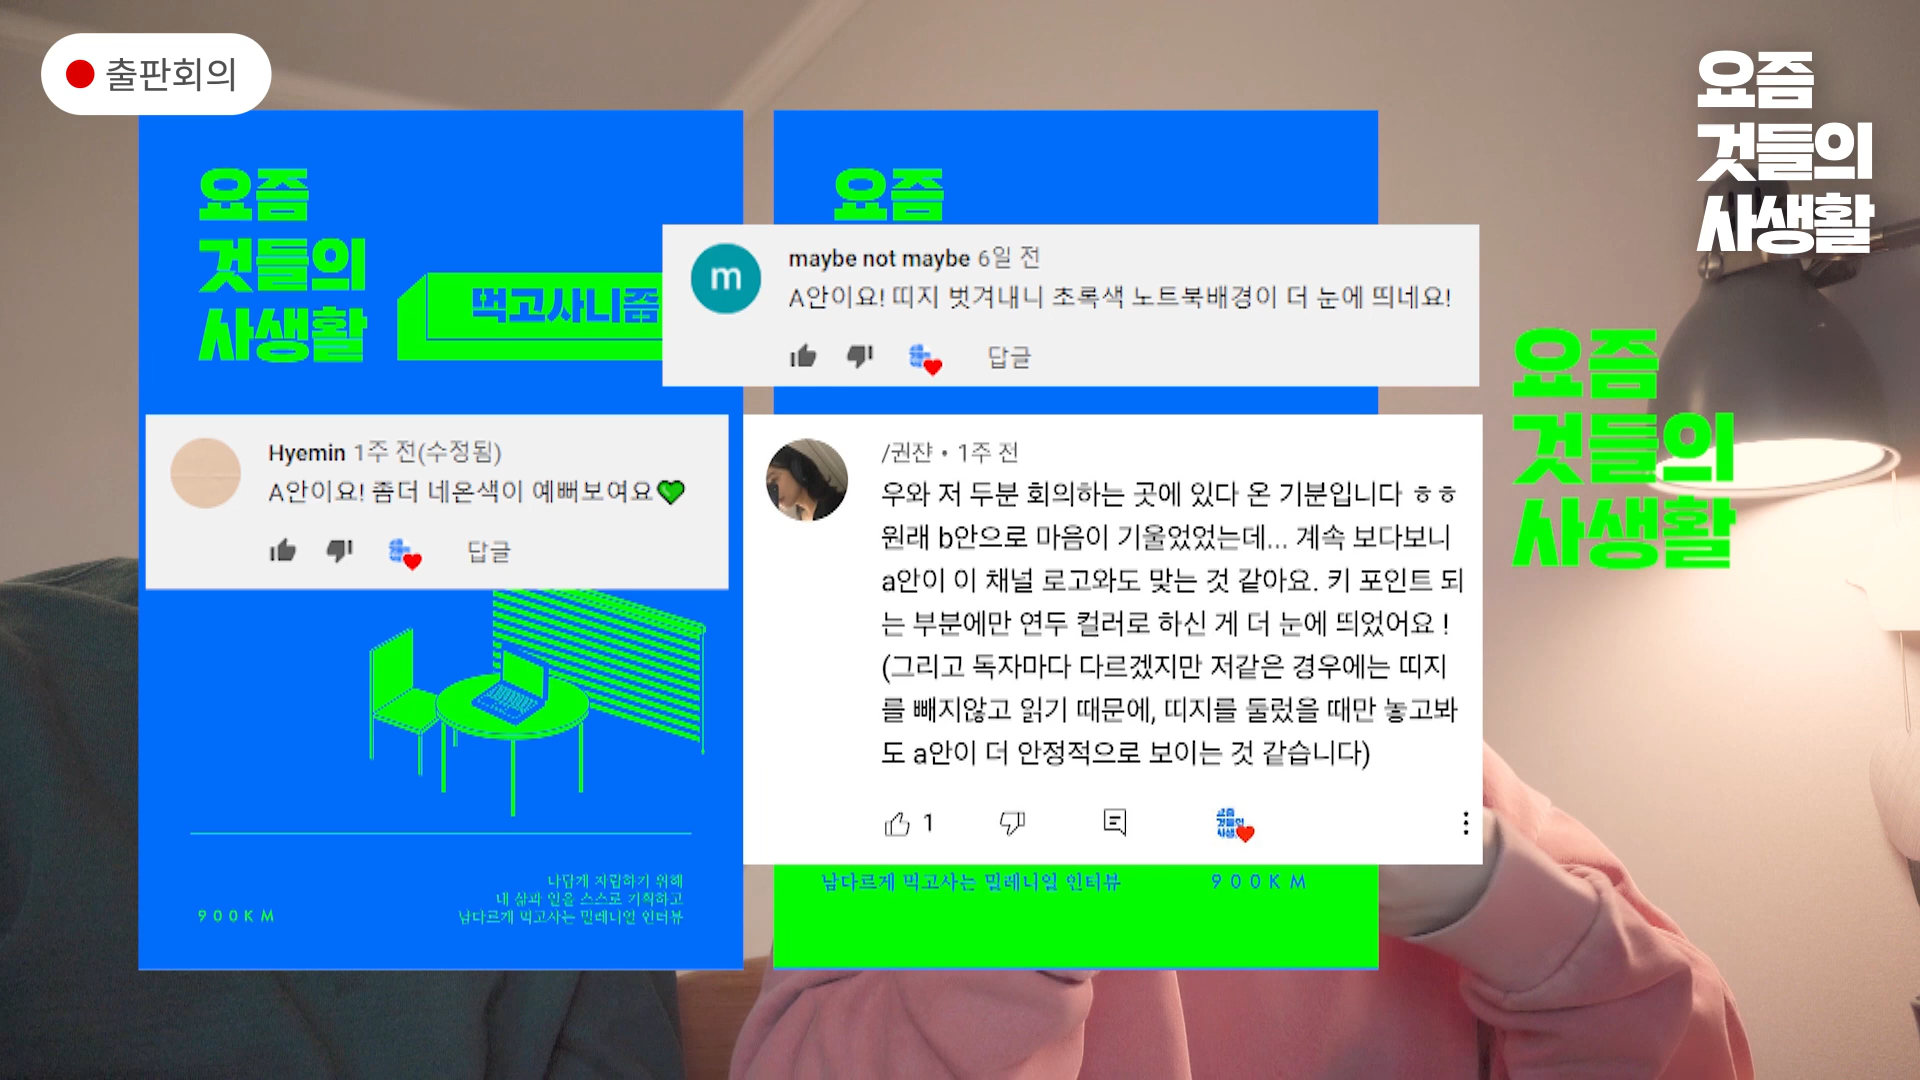 출판회의
요즘
것들의
사생활
요즘
것들의
사생활
먹고사니즘
요즘
maybe not maybe 6일 전
A안이요! 띠지 벗겨내니 초록색 노트북배경이 더 눈에 띄네요!
답글
Hyemin 1주 전(수정됨)
A안이요! 좀더 네온색이 예뻐보여요💚
답글
/권쟌 • 1주 전
우와 저 두분 회의하는 곳에 있다 온 기분입니다 ㅎㅎ
원래 b안으로 마음이 기울었었는데... 계속 보다보니
a안이 이 채널 로고와도 맞는 것 같아요. 키 포인트 되
는 부분에만 연두 컬러로 하신 게 더 눈에 띄었어요 !
(그리고 독자마다 다르겠지만 저같은 경우에는 띠지
를 빼지않고 읽기 때문에, 띠지를 둘렀을 때만 놓고봐
도 a안이 더 안정적으로 보이는 것 같습니다)
1
요즘
것들의
사생활
나답게 자립하기 위해
내 삶과 일을 스스로 기획하고
남다르게 먹고사는 밀레니얼 인터뷰
900KM
남다르게 먹고사는 밀레니얼 인터뷰
900KM